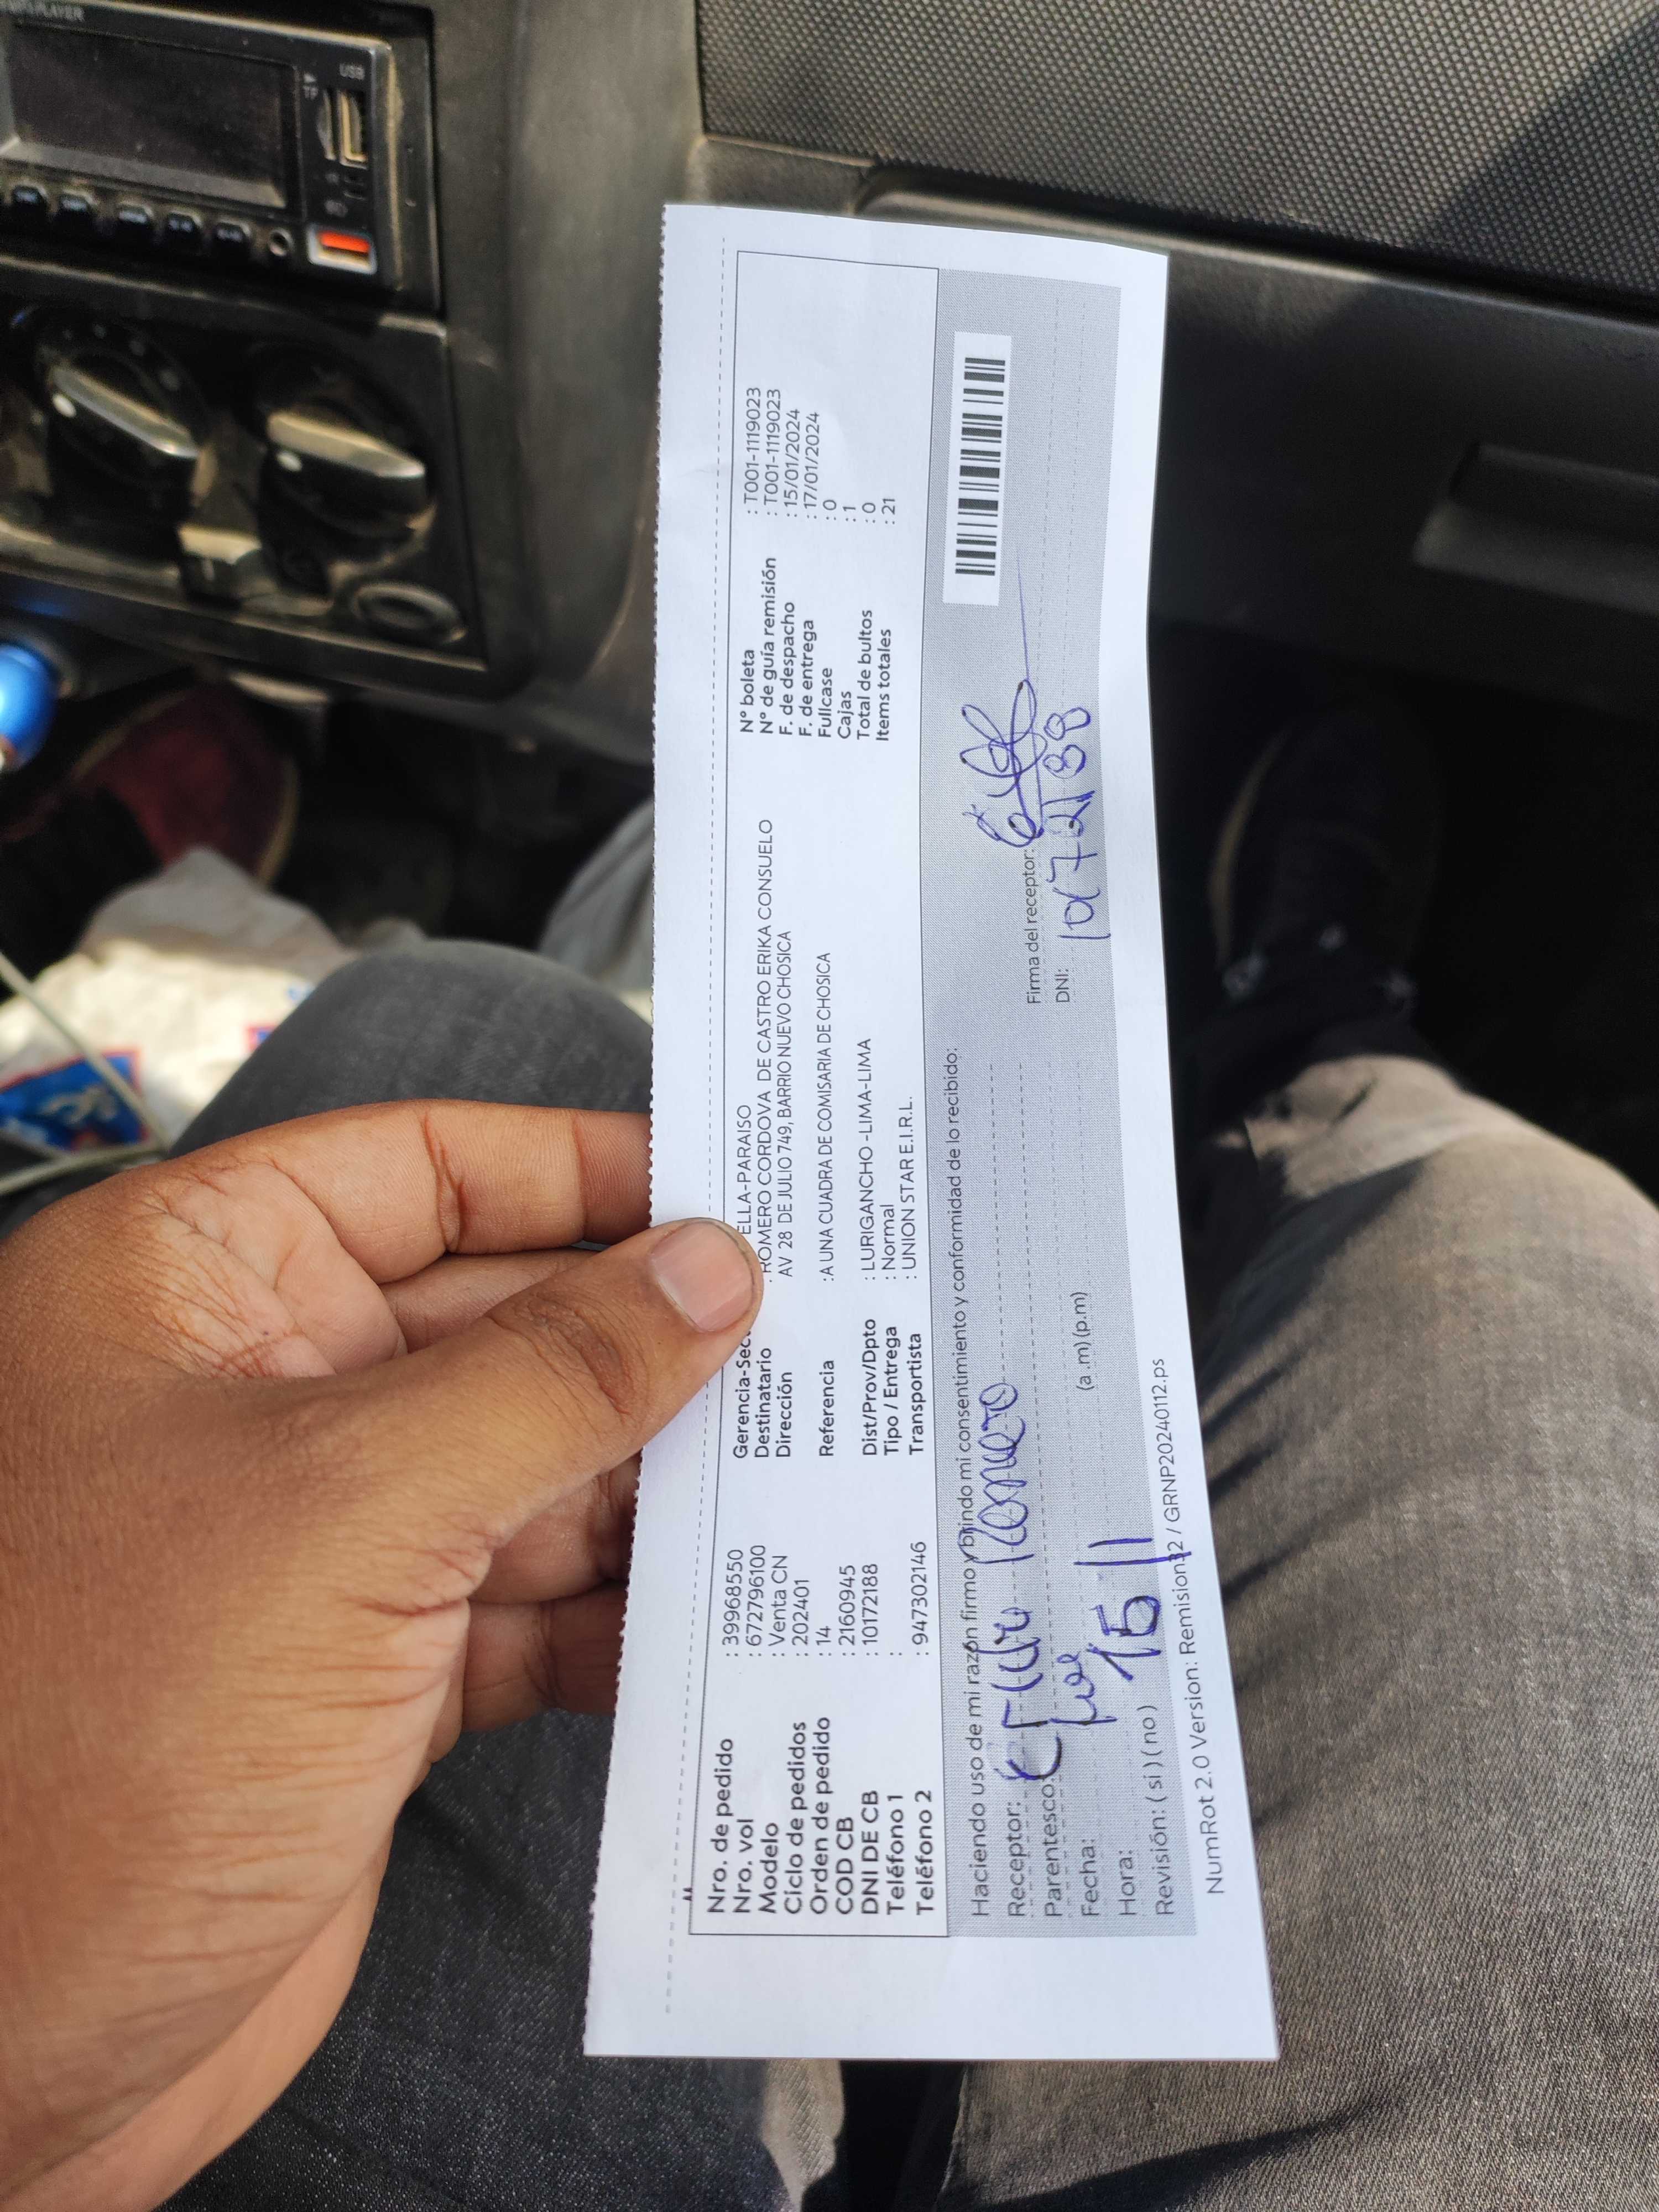 PLAYER
USB
TF
Nro. de pedido : 39968550
Nro. vol : 672796100
Modelo : Venta CN
Ciclo de pedidos : 202401
Orden de pedido : 14
COD CB : 2160945
DNI DE CB : 10172188
Teléfono 1 :
Teléfono 2 : 947302146
Gerencia-Sec ELLA-PARAISO
Destinatario : ROMERO CORDOVA DE CASTRO ERIKA CONSUELO
Dirección AV 28 DE JULIO 749, BARRIO NUEVO CHOSICA
Referencia : A UNA CUADRA DE COMISARIA DE CHOSICA
Dist/Prov/Dpto : LURIGANCHO -LIMA-LIMA
Tipo / Entrega : Normal
Transportista : UNION STAR E.I.R.L.
N° boleta : T001-1119023
N° de guía remisión : T001-1119023
F. de despacho : 15/01/2024
F. de entrega : 17/01/2024
Fullcase : 0
Cajas : 1
Total de bultos : 0
Items totales : 21
Haciendo uso de mi razón firmo y brindo mi consentimiento y conformidad de lo recibido:
Receptor: Romero
Parentesco:
Fecha: 15
Hora: (a .m) (p.m)
Revisión: ( si ) ( no )
Firma del receptor:
DNI: 10172188
NumRot 2.0 Version: Remision32 / GRNP20240112.ps